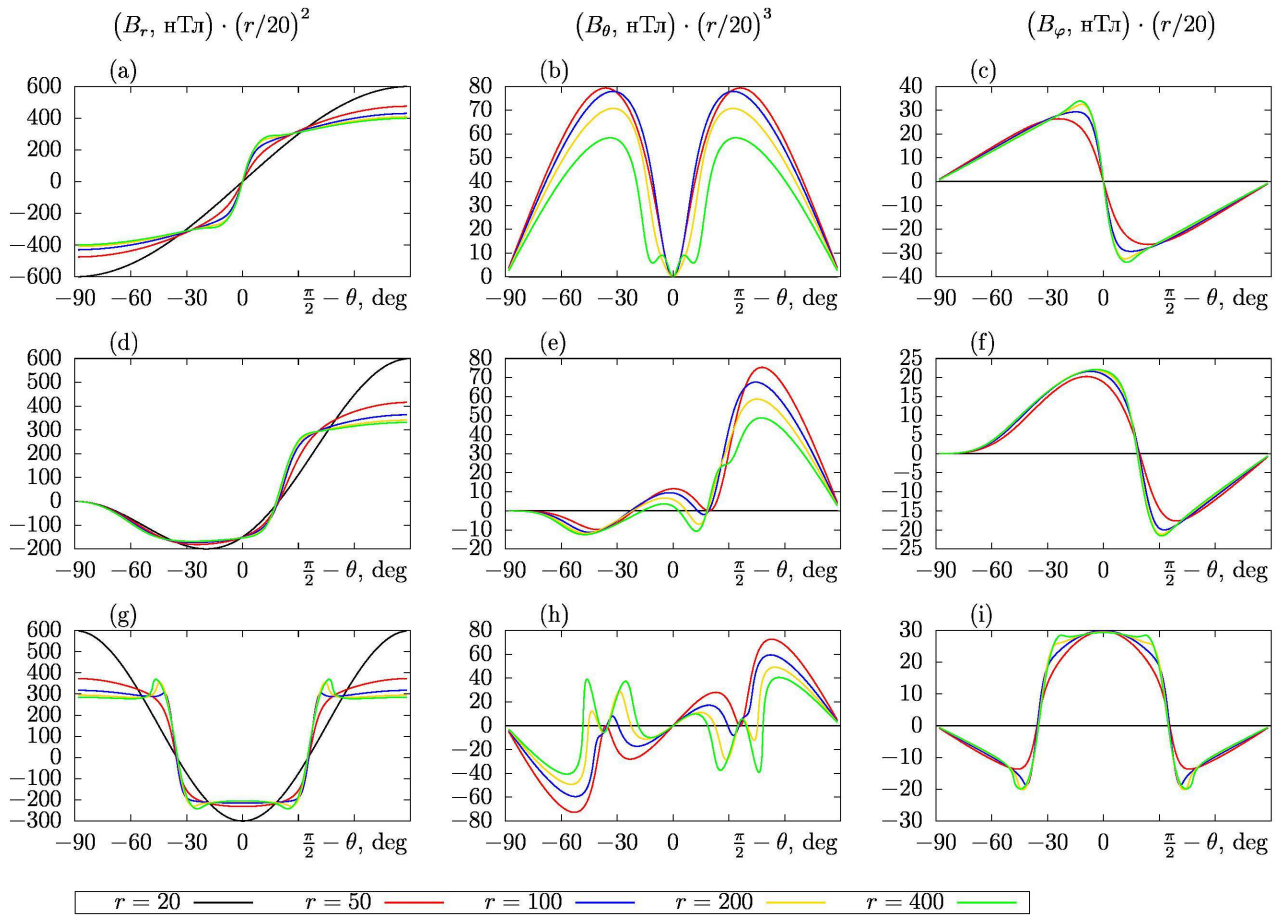 (B_r, нТл) · (r/20)^2 (B_θ, нТл) · (r/20)^3 (B_φ, нТл) · (r/20)
(a) (b) (c)
600 400 200 0 −200 −400 −600
−90 −60 −30 0 π/2 − θ, deg
80 70 60 50 40 30 20 10 0
−90 −60 −30 0 π/2 − θ, deg
40 30 20 10 0 −10 −20 −30 −40
−90 −60 −30 0 π/2 − θ, deg
(d) (e) (f)
600 500 400 300 200 100 0 −100 −200
−90 −60 −30 0 π/2 − θ, deg
80 70 60 50 40 30 20 10 0 10 20
−90 −60 −30 0 π/2 − θ, deg
25 20 15 10 5 0 −5 −10 −15 −20 25
−90 −60 −30 0 π/2 − θ, deg
(g) (h) (i)
600 500 400 300 200 100 0 −100 −200 −300
−90 −60 −30 0 π/2 − θ, deg
80 60 40 20 0 −20 −40 −60 −80
−90 −60 −30 0 π/2 − θ, deg
30 20 10 0 −10 −20 −30
−90 −60 −30 0 π/2 − θ, deg
r = 20 r = 50 r = 100 r = 200 r = 400